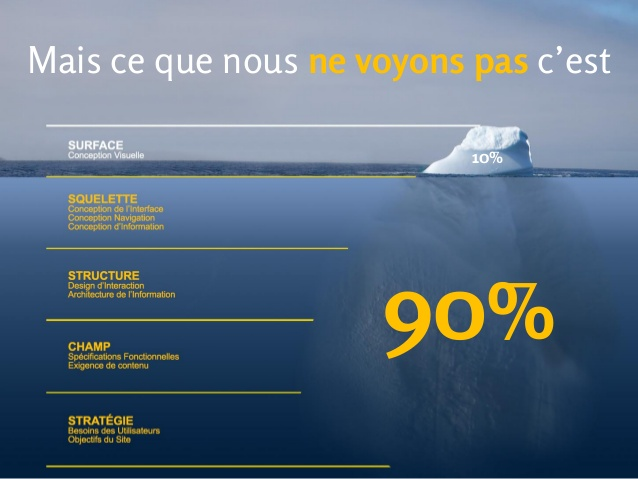 Mais ce que nous ne voyons pas c’est
SURFACE
Conception Visuelle
10%
SQUELETTE
Conception de l’Interface
Conception Navigation
Conception d’Information
STRUCTURE
Design d’Interaction
Architecture de l’Information
90%
CHAMP
Spécifications Fonctionnelles
Exigence de contenu
STRATÉGIE
Besoins des Utilisateurs
Objectifs du Site